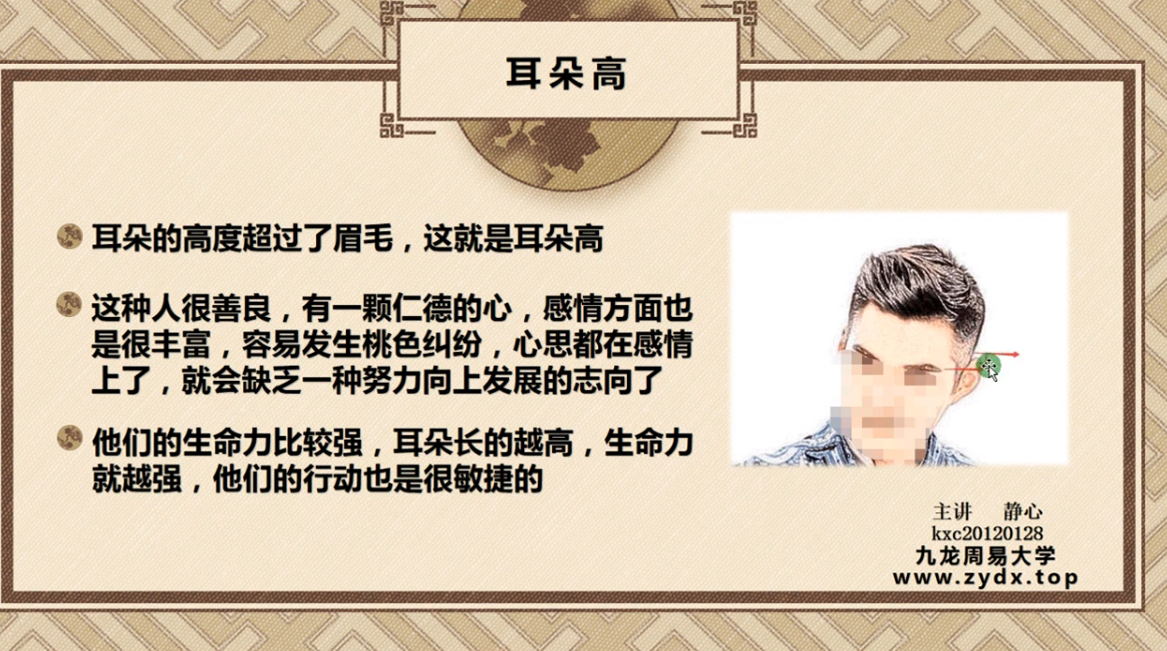 耳朵高
耳朵的高度超过了眉毛，这就是耳朵高
这种人很善良，有一颗仁德的心，感情方面也
是很丰富，容易发生桃色纠纷，心思都在感情
上了，就会缺乏一种努力向上发展的志向了
他们的生命力比较强，耳朵长的越高，生命力
就越强，他们的行动也是很敏捷的
主讲 静心
kxc20120128
九龙周易大学
www.zydx.top